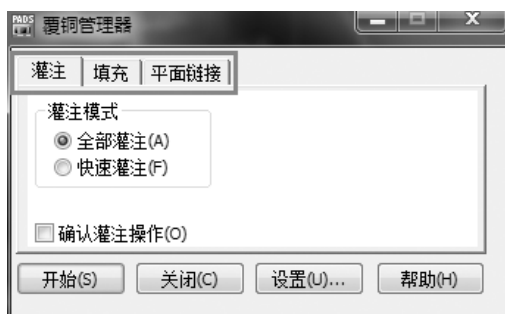 PADS 覆铜管理器
灌注 填充 平面链接
灌注模式
全部灌注(A)
快速灌注(F)
确认灌注操作(O)
开始(S) 关闭(C) 设置(U)... 帮助(H)